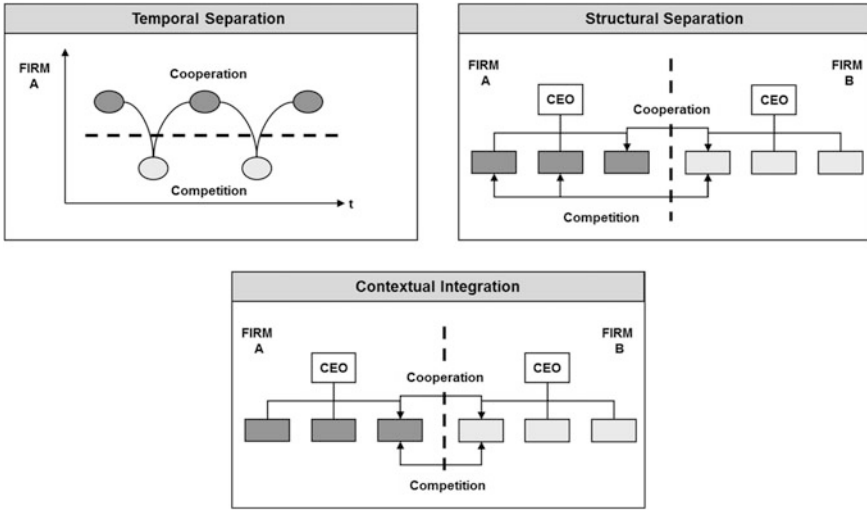 Temporal Separation
FIRM
A
Cooperation
Competition
t
Structural Separation
FIRM
A
FIRM
B
CEO
CEO
Cooperation
Competition
Contextual Integration
FIRM
A
FIRM
B
CEO
CEO
Cooperation
Competition